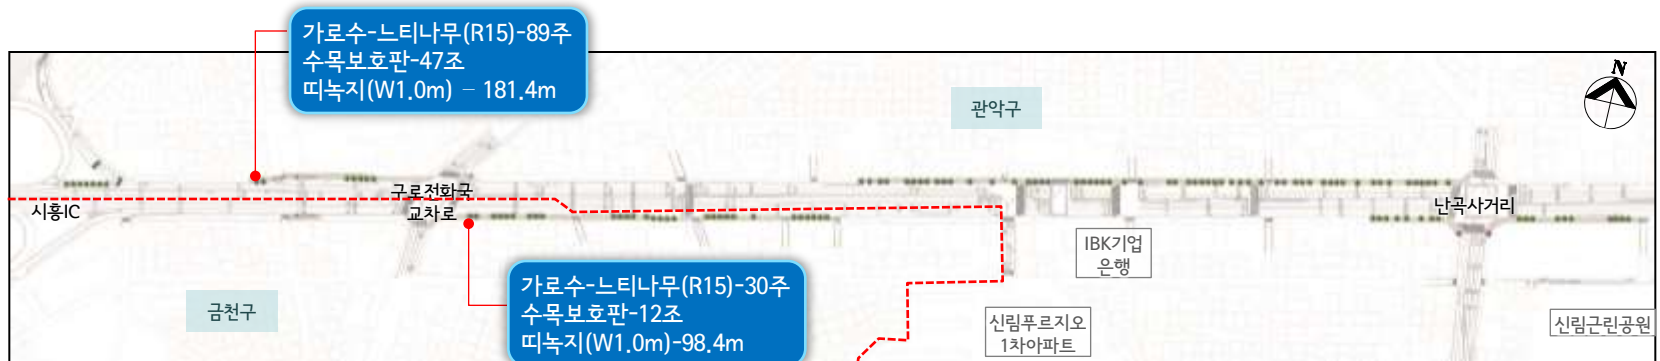 가로수-느티나무(R15)-89주
수목보호판-47조
띠녹지(W1.0m) – 181.4m
관악구
N
구로전화국
교차로
시흥IC
난곡사거리
IBK기업
은행
가로수-느티나무(R15)-30주
수목보호판-12조
띠녹지(W1.0m)-98.4m
금천구
신림푸르지오
1차아파트
신림근린공원